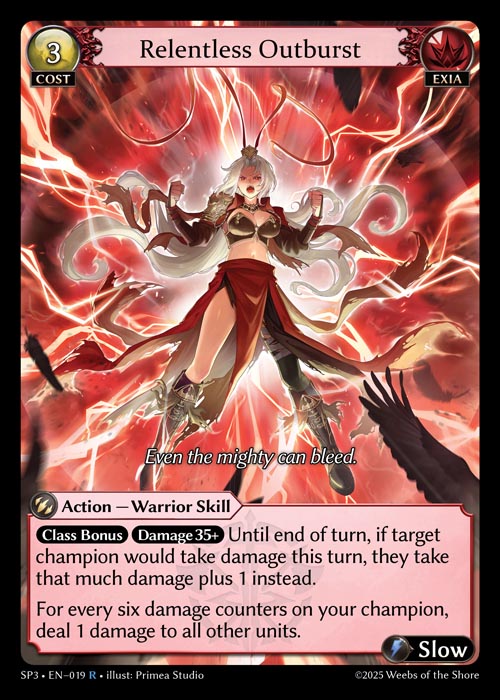 3
Relentless Outburst
COST
EXIA
Even the mighty can bleed.
Action — Warrior Skill
Class Bonus Damage 35+ Until end of turn, if target
champion would take damage this turn, they take
that much damage plus 1 instead.
For every six damage counters on your champion,
deal 1 damage to all other units.
Slow
SP3 • EN–019 R • illust: Primea Studio
©2025 Weebs of the Shore